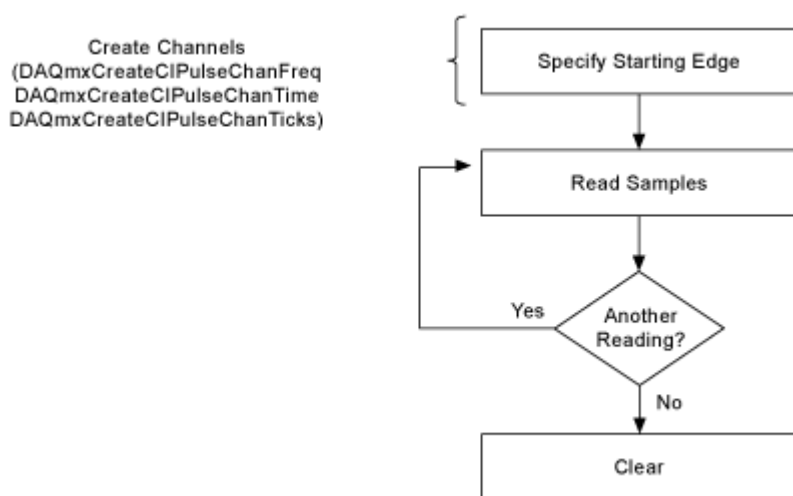 Create Channels
(DAQmxCreateCIPulseChanFreq
DAQmxCreateCIPulseChanTime
DAQmxCreateCIPulseChanTicks)
Specify Starting Edge
Read Samples
Yes
Another
Reading?
No
Clear